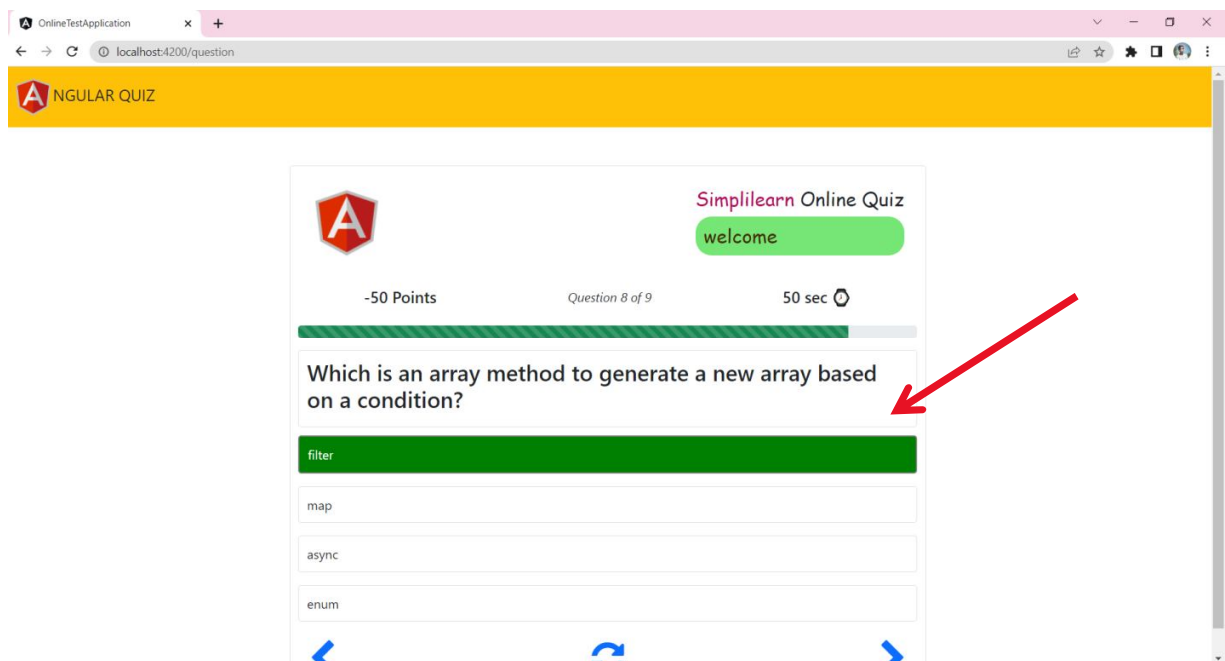 OnlineTestApplication
localhost:4200/question
A NGULAR QUIZ
A
Simplilearn Online Quiz
welcome
-50 Points
Question 8 of 9
50 sec
Which is an array method to generate a new array based
on a condition?
filter
map
async
enum